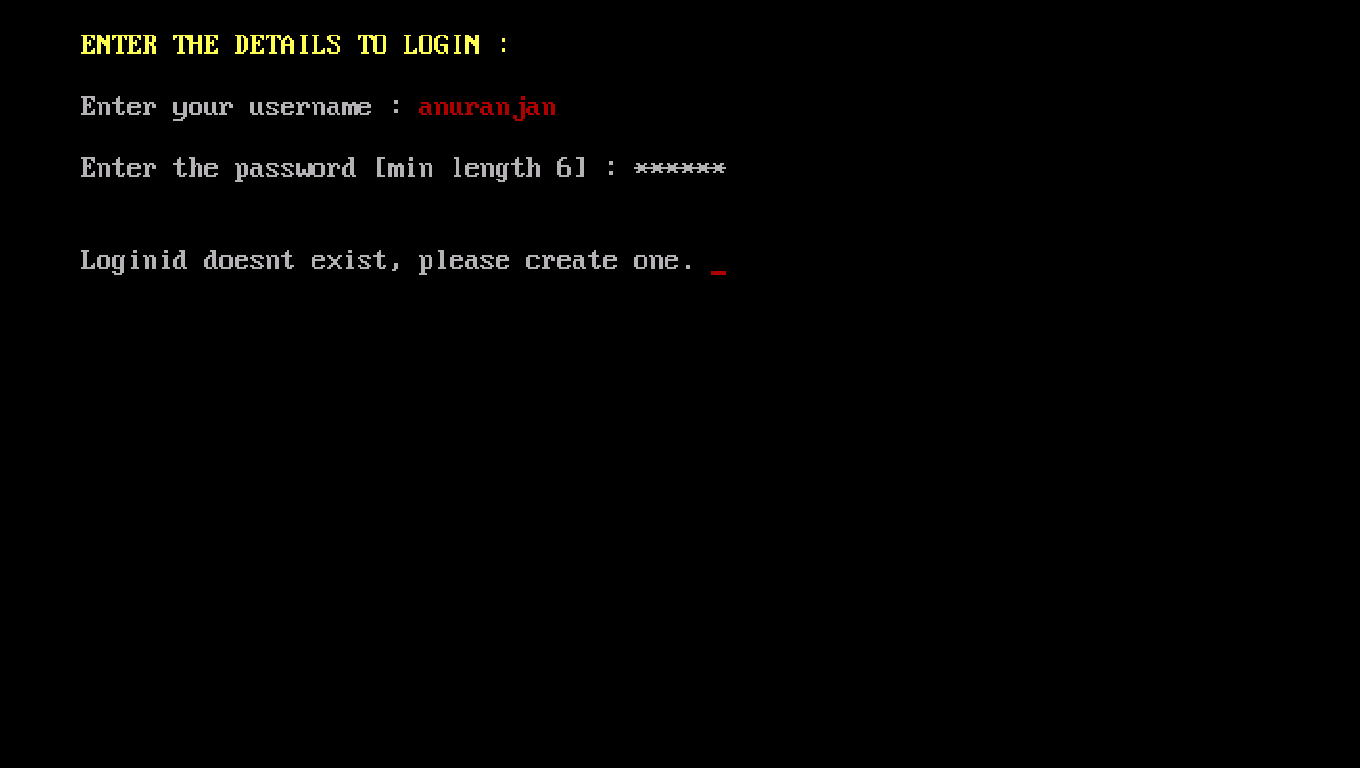 ENTER THE DETAILS TO LOGIN :
Enter your username : anuranjan
Enter the password [min length 6] : ******
Loginid doesnt exist, please create one. _